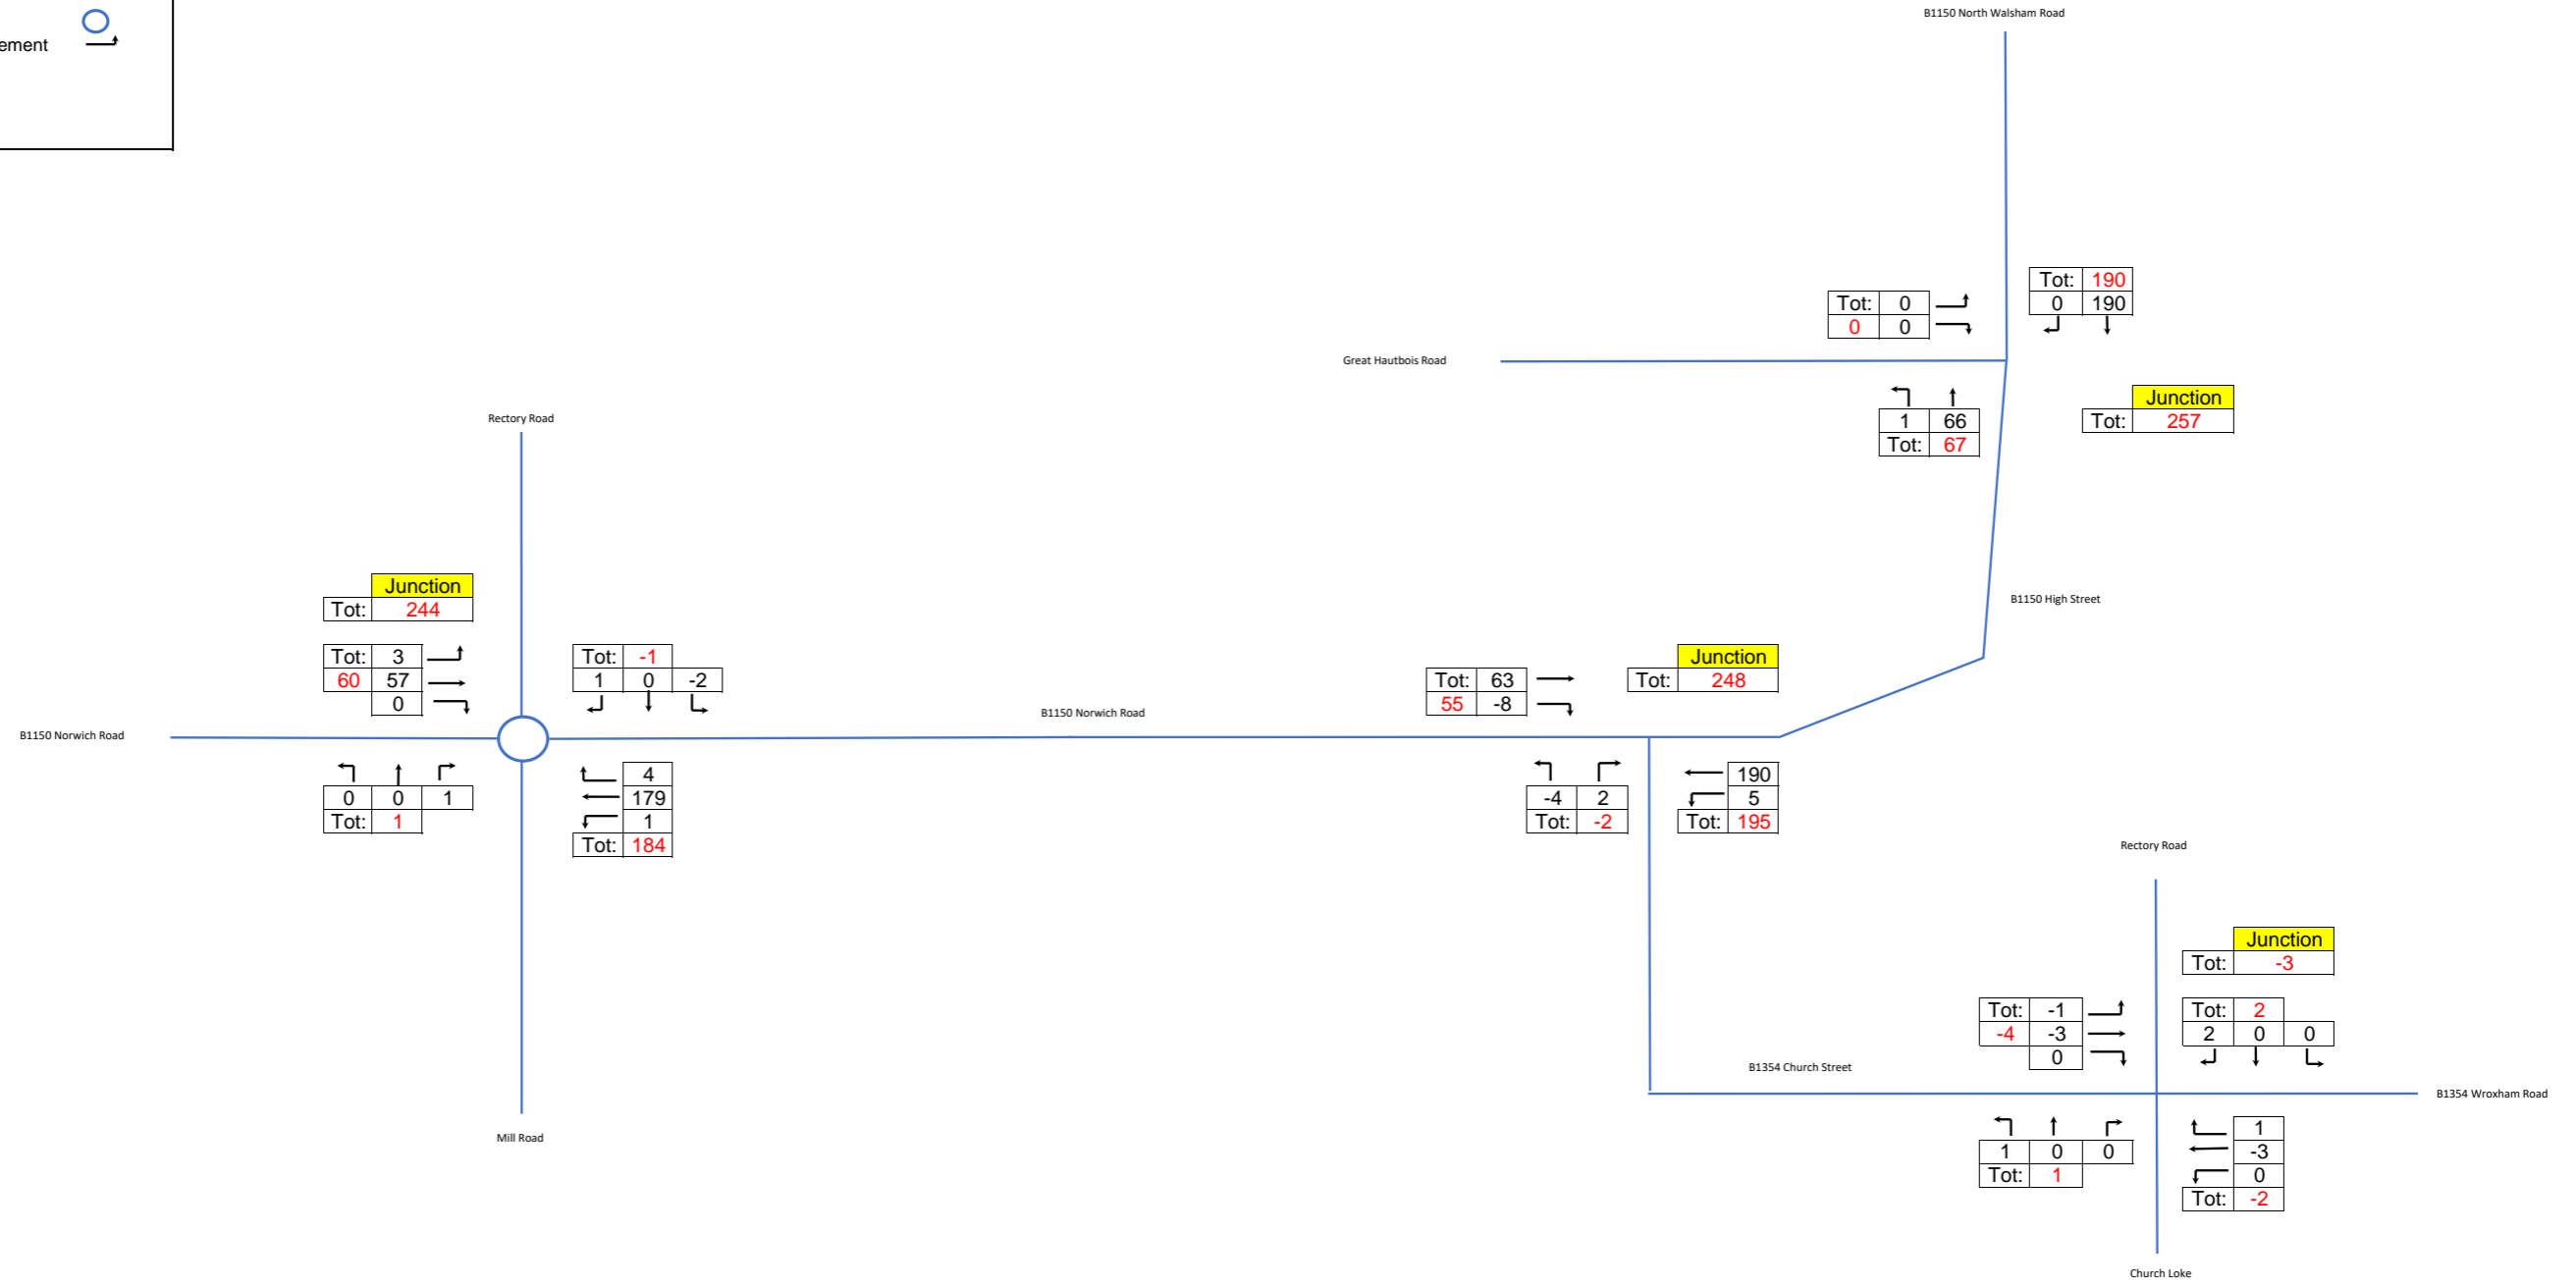 ement
B1150 North Walsham Road
Tot: 190
0 190
Tot: 0
0 0
Great Hautbois Road
1 66
Tot: 67
Junction
Tot: 257
Rectory Road
B1150 High Street
Junction
Tot: 244
Tot: 3
60 57
0
Tot: -1
1 0 -2
B1150 Norwich Road
B1150 Norwich Road
Tot: 63
55 -8
Junction
Tot: 248
0 0 1
Tot: 1
4
179
1
Tot: 184
-4 2
Tot: -2
190
5
Tot: 195
Mill Road
Rectory Road
Junction
Tot: -3
Tot: -1
-4 -3
0
Tot: 2
2 0 0
B1354 Church Street
B1354 Wroxham Road
1 0 0
Tot: 1
1
-3
0
Tot: -2
Church Loke